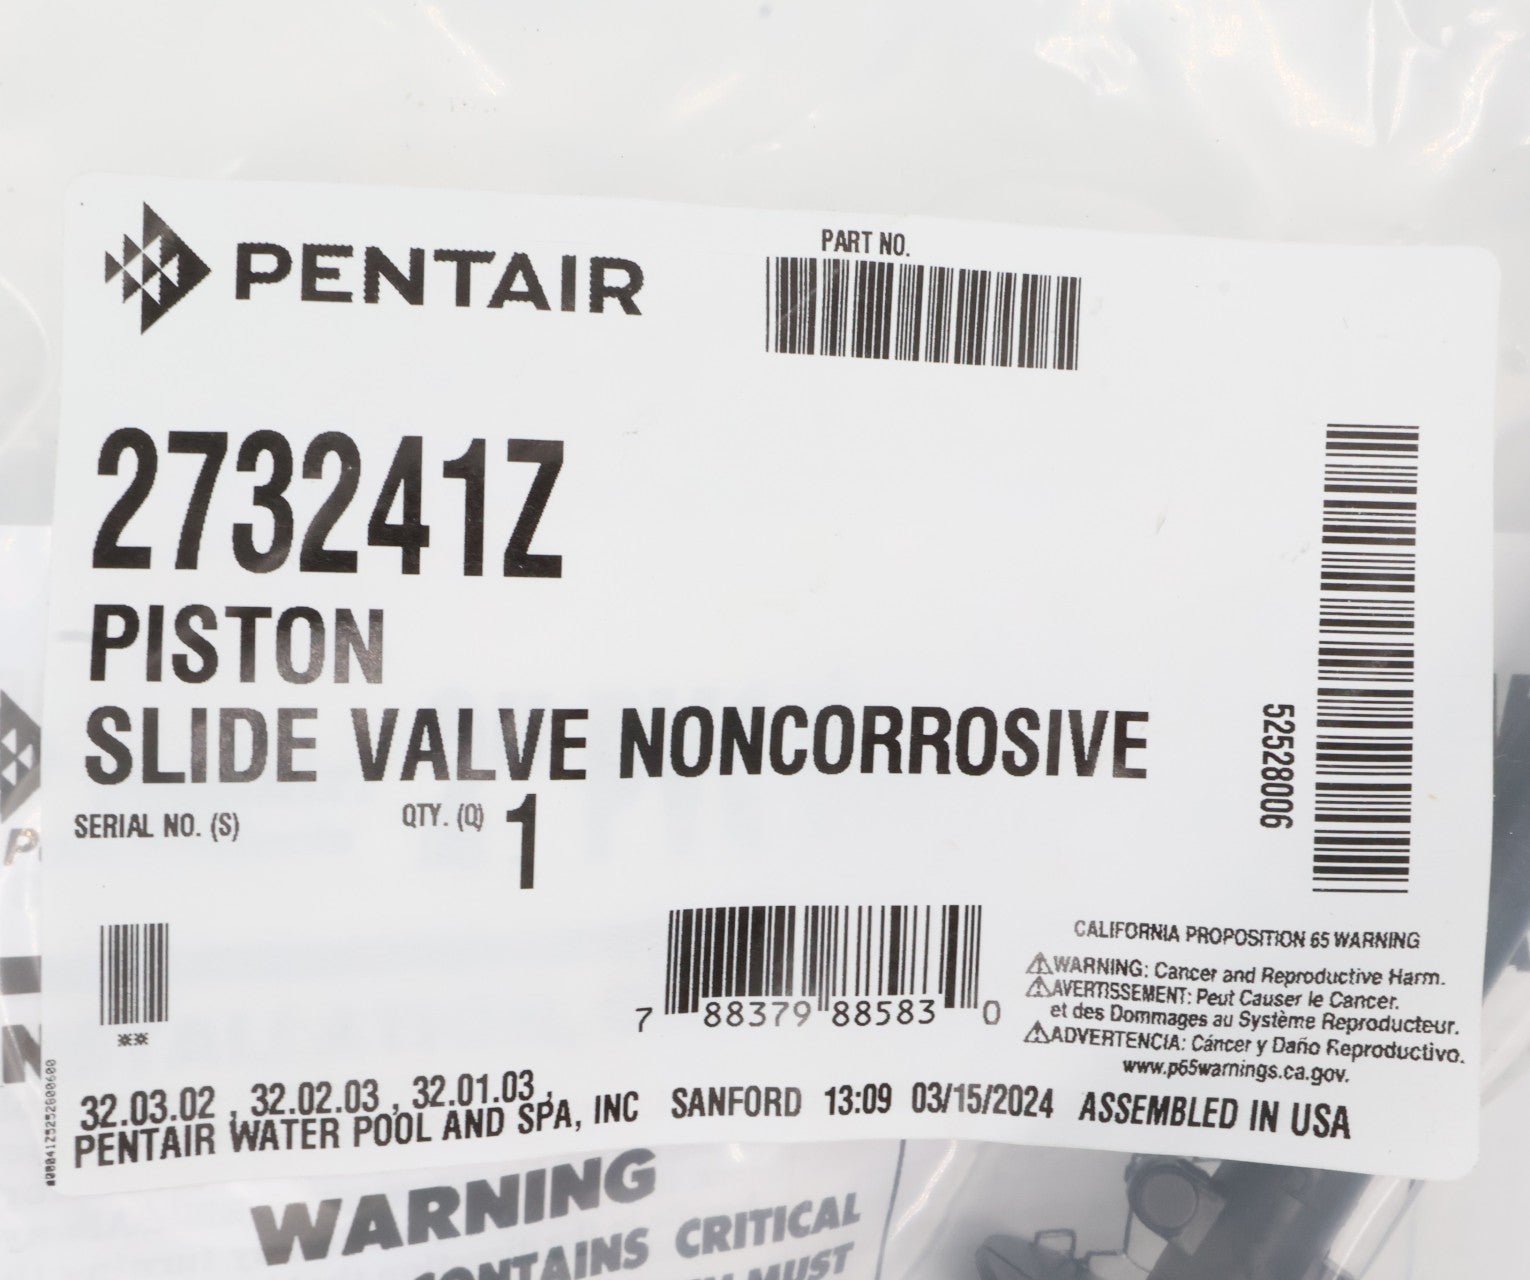 PENTAIR
PART NO.
273241Z
PISTON
SLIDE VALVE NONCORROSIVE
SERIAL NO. (S)
QTY. (Q) 1
52528006
7 88379 88583 0
**
CALIFORNIA PROPOSITION 65 WARNING
⚠WARNING: Cancer and Reproductive Harm.
⚠AVERTISSEMENT: Peut Causer le Cancer.
et des Dommages au Système Reproducteur.
⚠ADVERTENCIA: Cáncer y Daño Reproductivo.
www.p65warnings.ca.gov.
32.03.02 , 32.02.03 , 32.01.03 ,
PENTAIR WATER POOL AND SPA, INC SANFORD 13:09 03/15/2024 ASSEMBLED IN USA
WARNING
CRITICAL
MUST